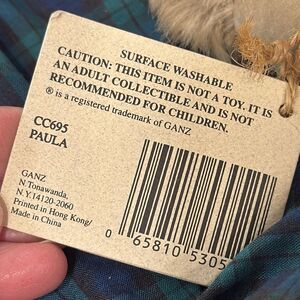 SURFACE WASHABLE
CAUTION: THIS ITEM IS NOT A TOY. IT IS
AN ADULT COLLECTIBLE AND IS NOT
RECOMMENDED FOR CHILDREN.
® is a registered trademark of GANZ
CC695
PAULA
GANZ
N Tonawanda,
N.Y.14120-2060
Printed in Hong Kong/
Made in China
0 65810 5305